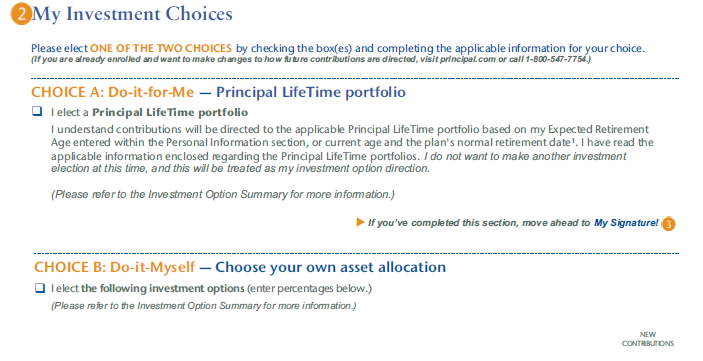 2 My Investment Choices
Please elect ONE OF THE TWO CHOICES by checking the box(es) and completing the applicable information for your choice.
(If you are already enrolled and want to make changes to how future contributions are directed, visit principal.com or call 1-800-547-7754.)
CHOICE A: Do-it-for-Me — Principal LifeTime portfolio
I elect a Principal LifeTime portfolio
I understand contributions will be directed to the applicable Principal LifeTime portfolio based on my Expected Retirement
Age entered within the Personal Information section, or current age and the plan's normal retirement date¹. I have read the
applicable information enclosed regarding the Principal LifeTime portfolios. I do not want to make another investment
election at this time, and this will be treated as my investment option direction.
(Please refer to the Investment Option Summary for more information.)
If you've completed this section, move ahead to My Signature! 3
CHOICE B: Do-it-Myself — Choose your own asset allocation
I elect the following investment options (enter percentages below.)
(Please refer to the Investment Option Summary for more information.)
NEW
CONTRIBUTIONS